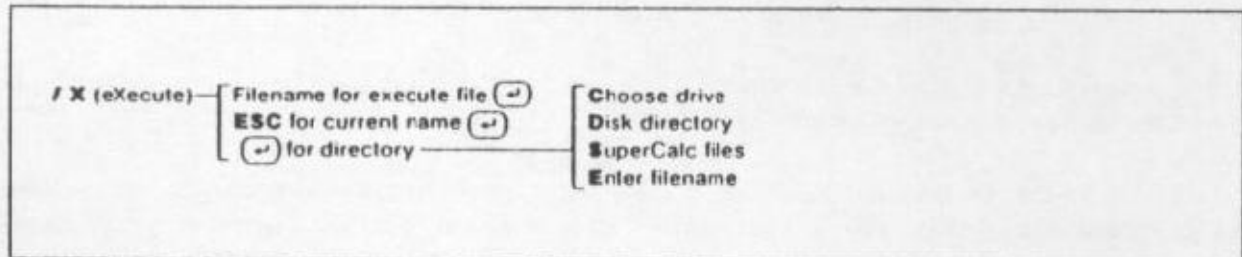 / X (eXecute) Filename for execute file (↵)
ESC for current name (↵)
(↵) for directory
Choose drive
Disk directory
SuperCalc files
Enter filename